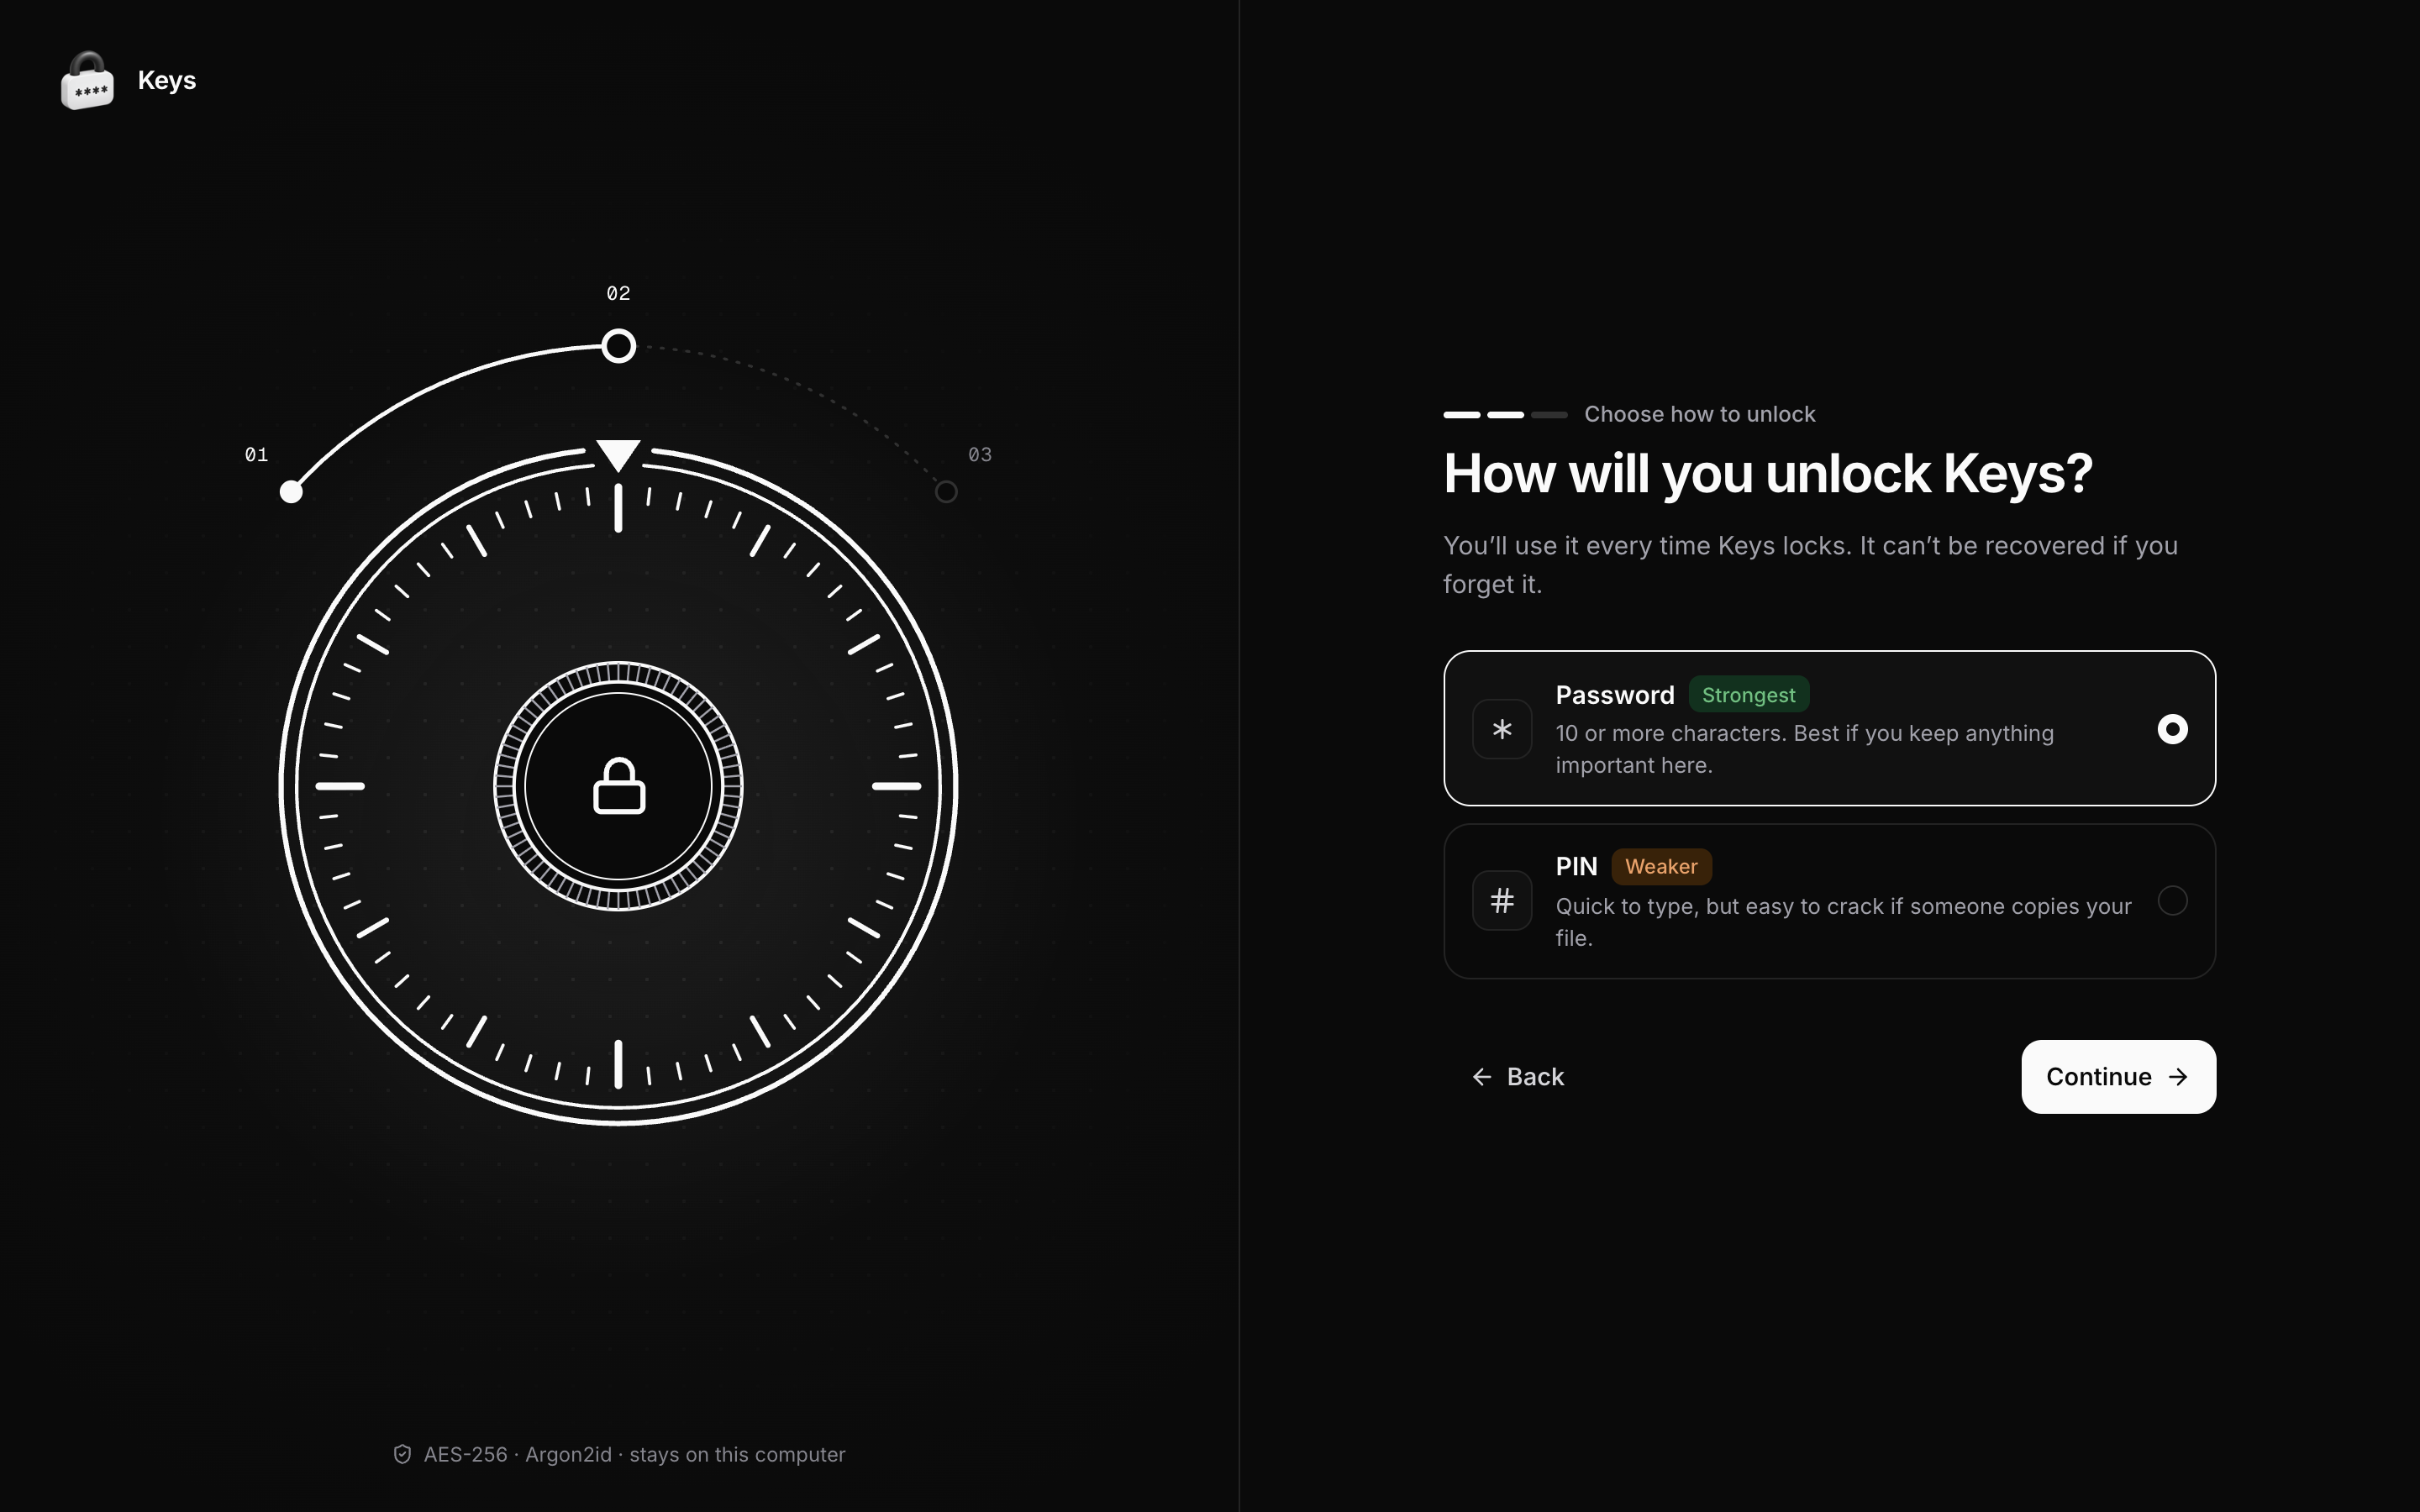 ****
Keys
02
01
03
AES-256 · Argon2id · stays on this computer
Choose how to unlock
How will you unlock Keys?
You’ll use it every time Keys locks. It can’t be recovered if you
forget it.
*
Password
Strongest
10 or more characters. Best if you keep anything
important here.
#
PIN
Weaker
Quick to type, but easy to crack if someone copies your
file.
← Back
Continue →